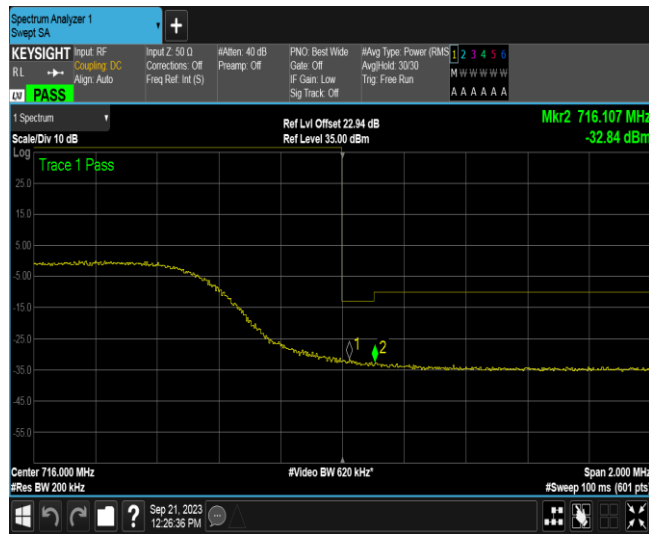 Spectrum Analyzer 1
Swept SA
+
KEYSIGHT
RL
LXI PASS
Input: RF
Coupling: DC
Align: Auto
Input Z: 50 Ω
Corrections: Off
Freq Ref: Int (S)
#Atten: 40 dB
Preamp: Off
PNO: Best Wide
Gate: Off
IF Gain: Low
Sig Track: Off
#Avg Type: Power (RMS
Avg|Hold: 30/30
Trig: Free Run
1 2 3 4 5 6
M W W W W W
A A A A A A
1 Spectrum
Scale/Div 10 dB
Ref Lvl Offset 22.94 dB
Ref Level 35.00 dBm
Mkr2 716.107 MHz
-32.84 dBm
Log
Trace 1 Pass
25.0
15.0
5.00
-5.00
-15.0
-25.0
-35.0
-45.0
-55.0
1
2
Center 716.000 MHz
#Video BW 620 kHz*
Span 2.000 MHz
#Res BW 200 kHz
#Sweep 100 ms (601 pts)
?
Sep 21, 2023
12:26:36 PM